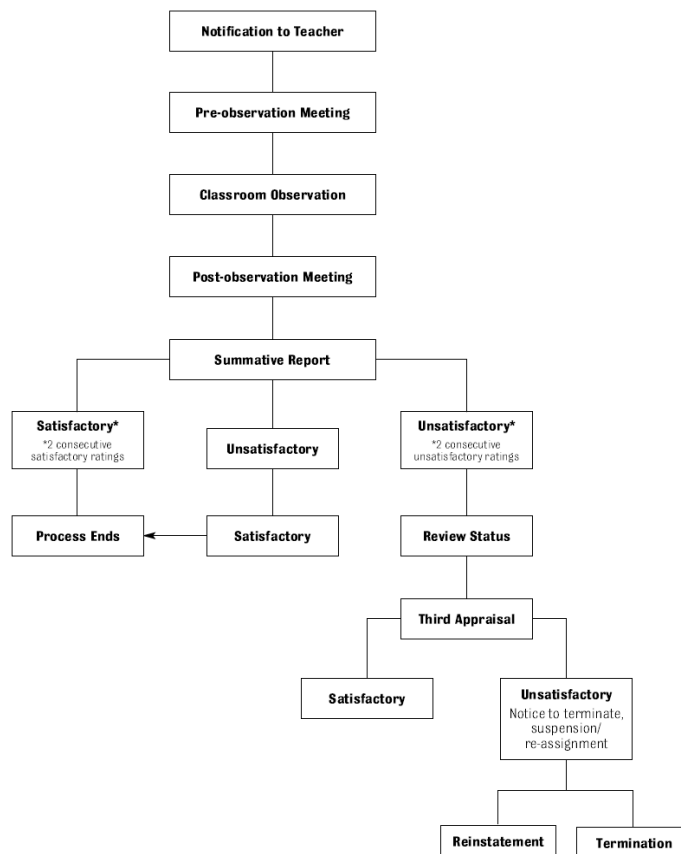 Notification to Teacher
Pre-observation Meeting
Classroom Observation
Post-observation Meeting
Summative Report
Satisfactory*
*2 consecutive
satisfactory ratings
Unsatisfactory
Unsatisfactory*
*2 consecutive
unsatisfactory ratings
Process Ends
Satisfactory
Review Status
Third Appraisal
Satisfactory
Unsatisfactory
Notice to terminate,
suspension/
re-assignment
Reinstatement
Termination